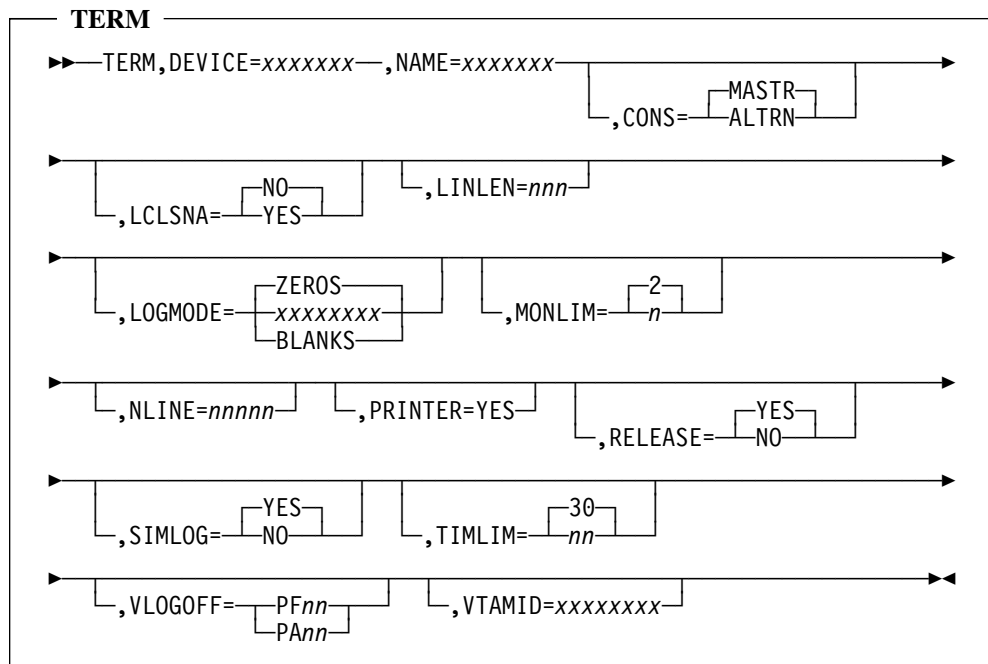 TERM
TERM,DEVICE=xxxxxxx ,NAME=xxxxxxx
,CONS= MASTR
ALTRN
,LCLSNA= NO
YES
,LINLEN=nnn
,LOGMODE= ZEROS
xxxxxxxx
BLANKS
,MONLIM= 2
n
,NLINE=nnnnn ,PRINTER=YES
,RELEASE= YES
NO
,SIMLOG= YES
NO
,TIMLIM= 30
nn
,VLOGOFF= PFnn
PAnn
,VTAMID=xxxxxxxx